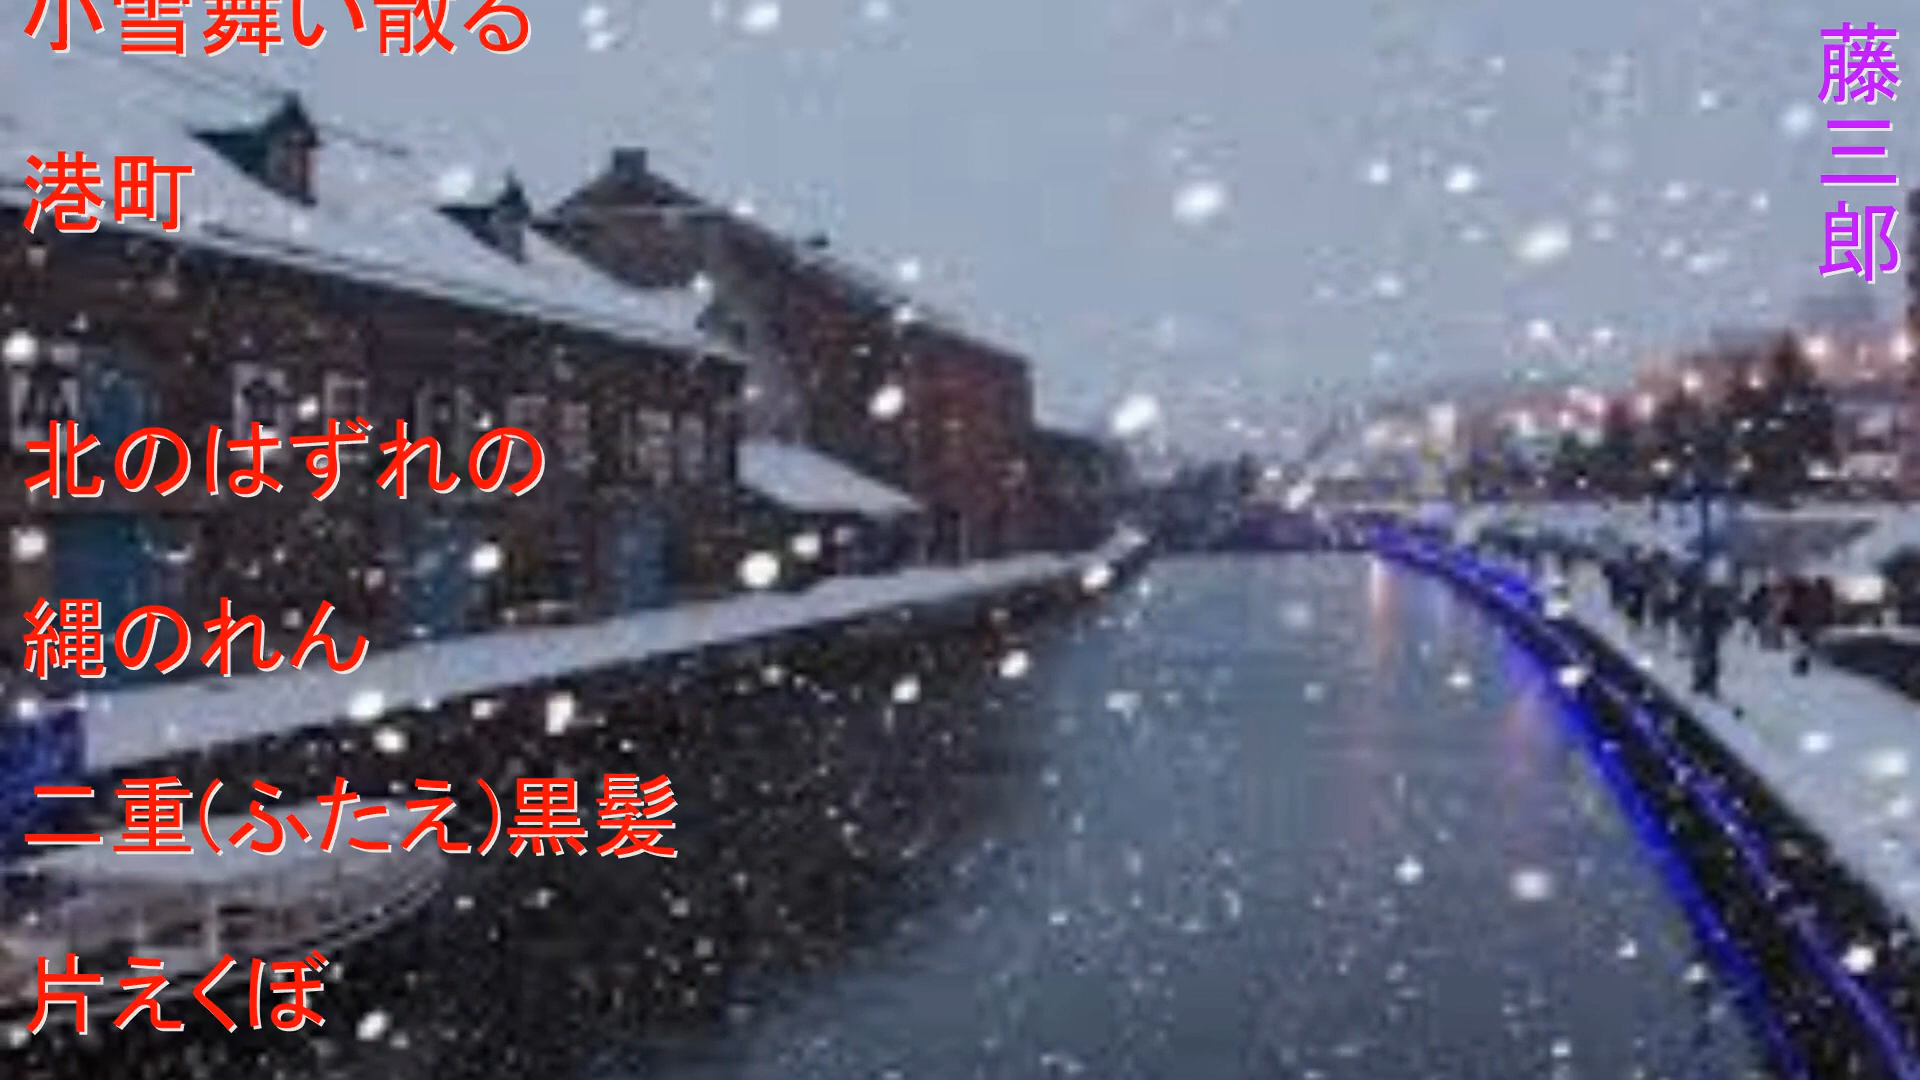 小雪舞い散る
港町
北のはずれの
縄のれん
二重(ふたえ)黒髪
片えくぼ
藤三郎